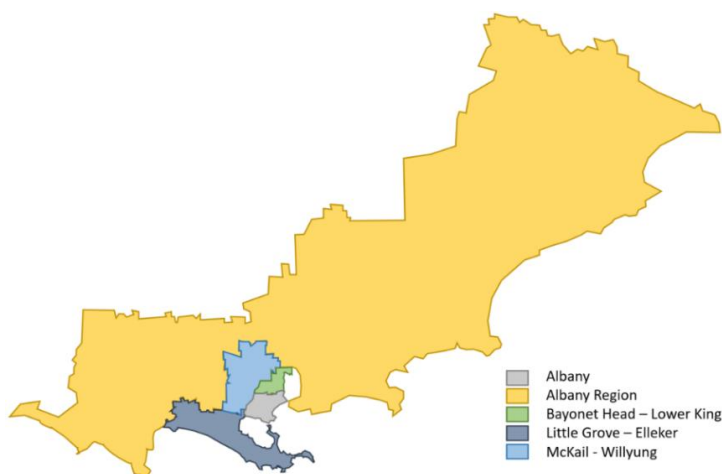 Albany
Albany Region
Bayonet Head – Lower King
Little Grove – Elleker
McKail - Willyung